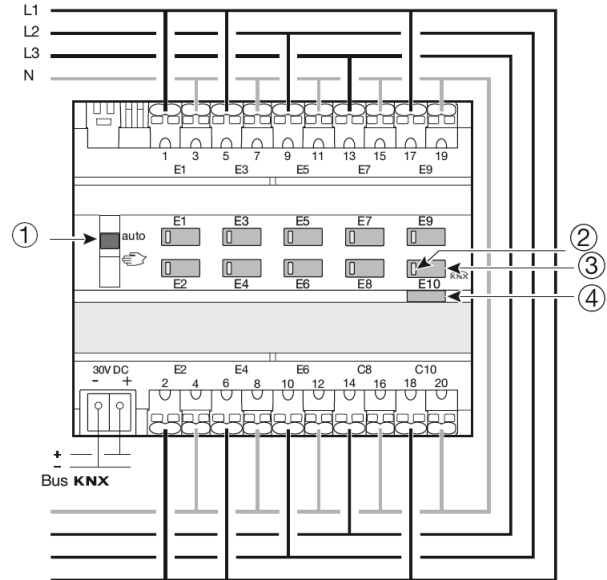 L1
L2
L3
N
1 3 5 7 9 11 13 15 17 19
E1 E3 E5 E7 E9
1 auto E1 E3 E5 E7 E9
2
3
KNX
E2 E4 E6 E8 E10
4
30V DC E2 E4 E6 C8 C10
- + 2 4 6 8 10 12 14 16 18 20
+
-
Bus KNX